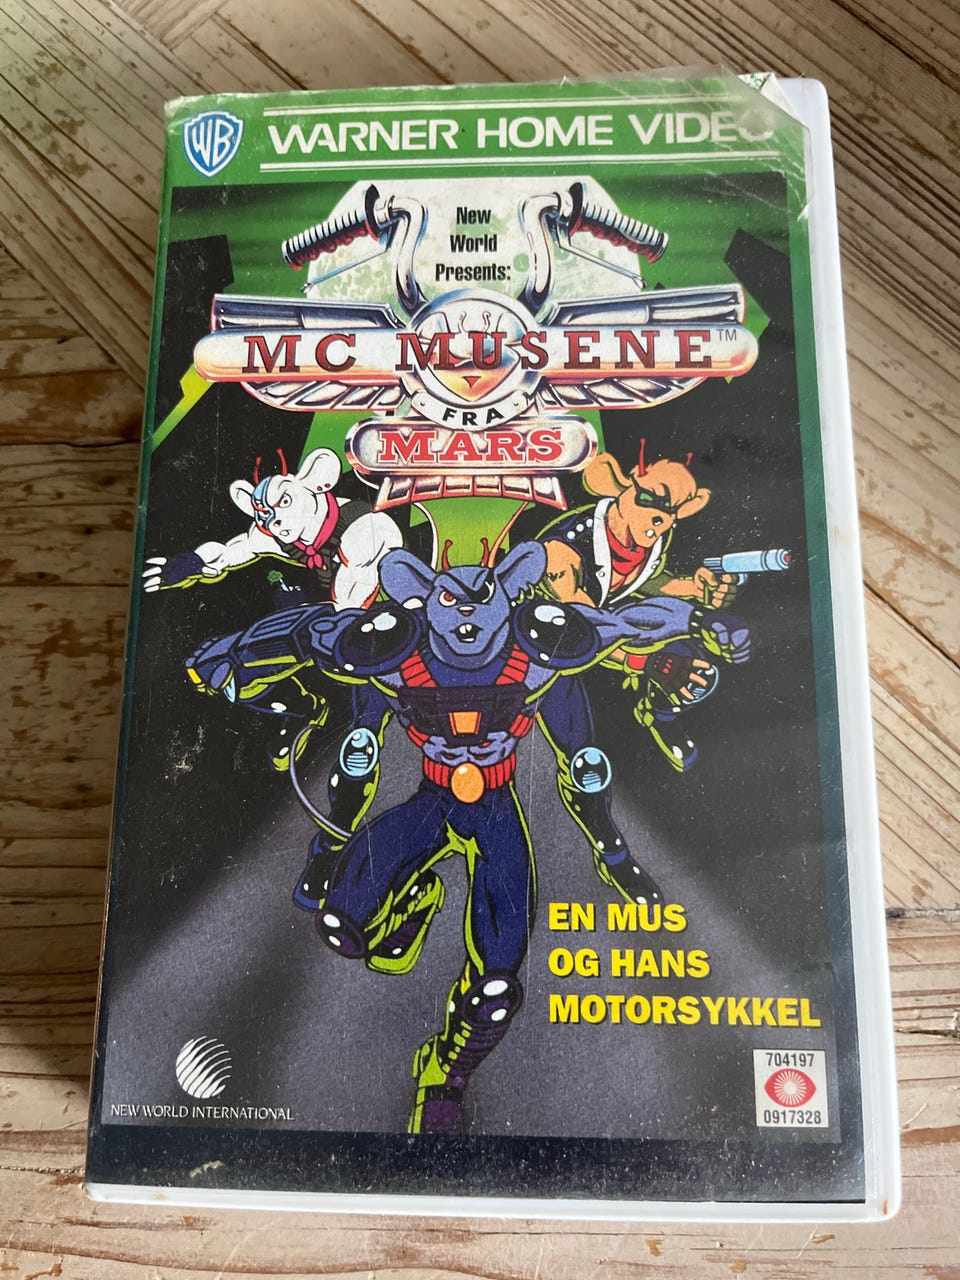 WB
WARNER HOME VIDEO
New
World
Presents:
MC MUSENE™
FRA
MARS
EN MUS
OG HANS
MOTORSYKKEL
704197
0917328
NEW WORLD INTERNATIONAL